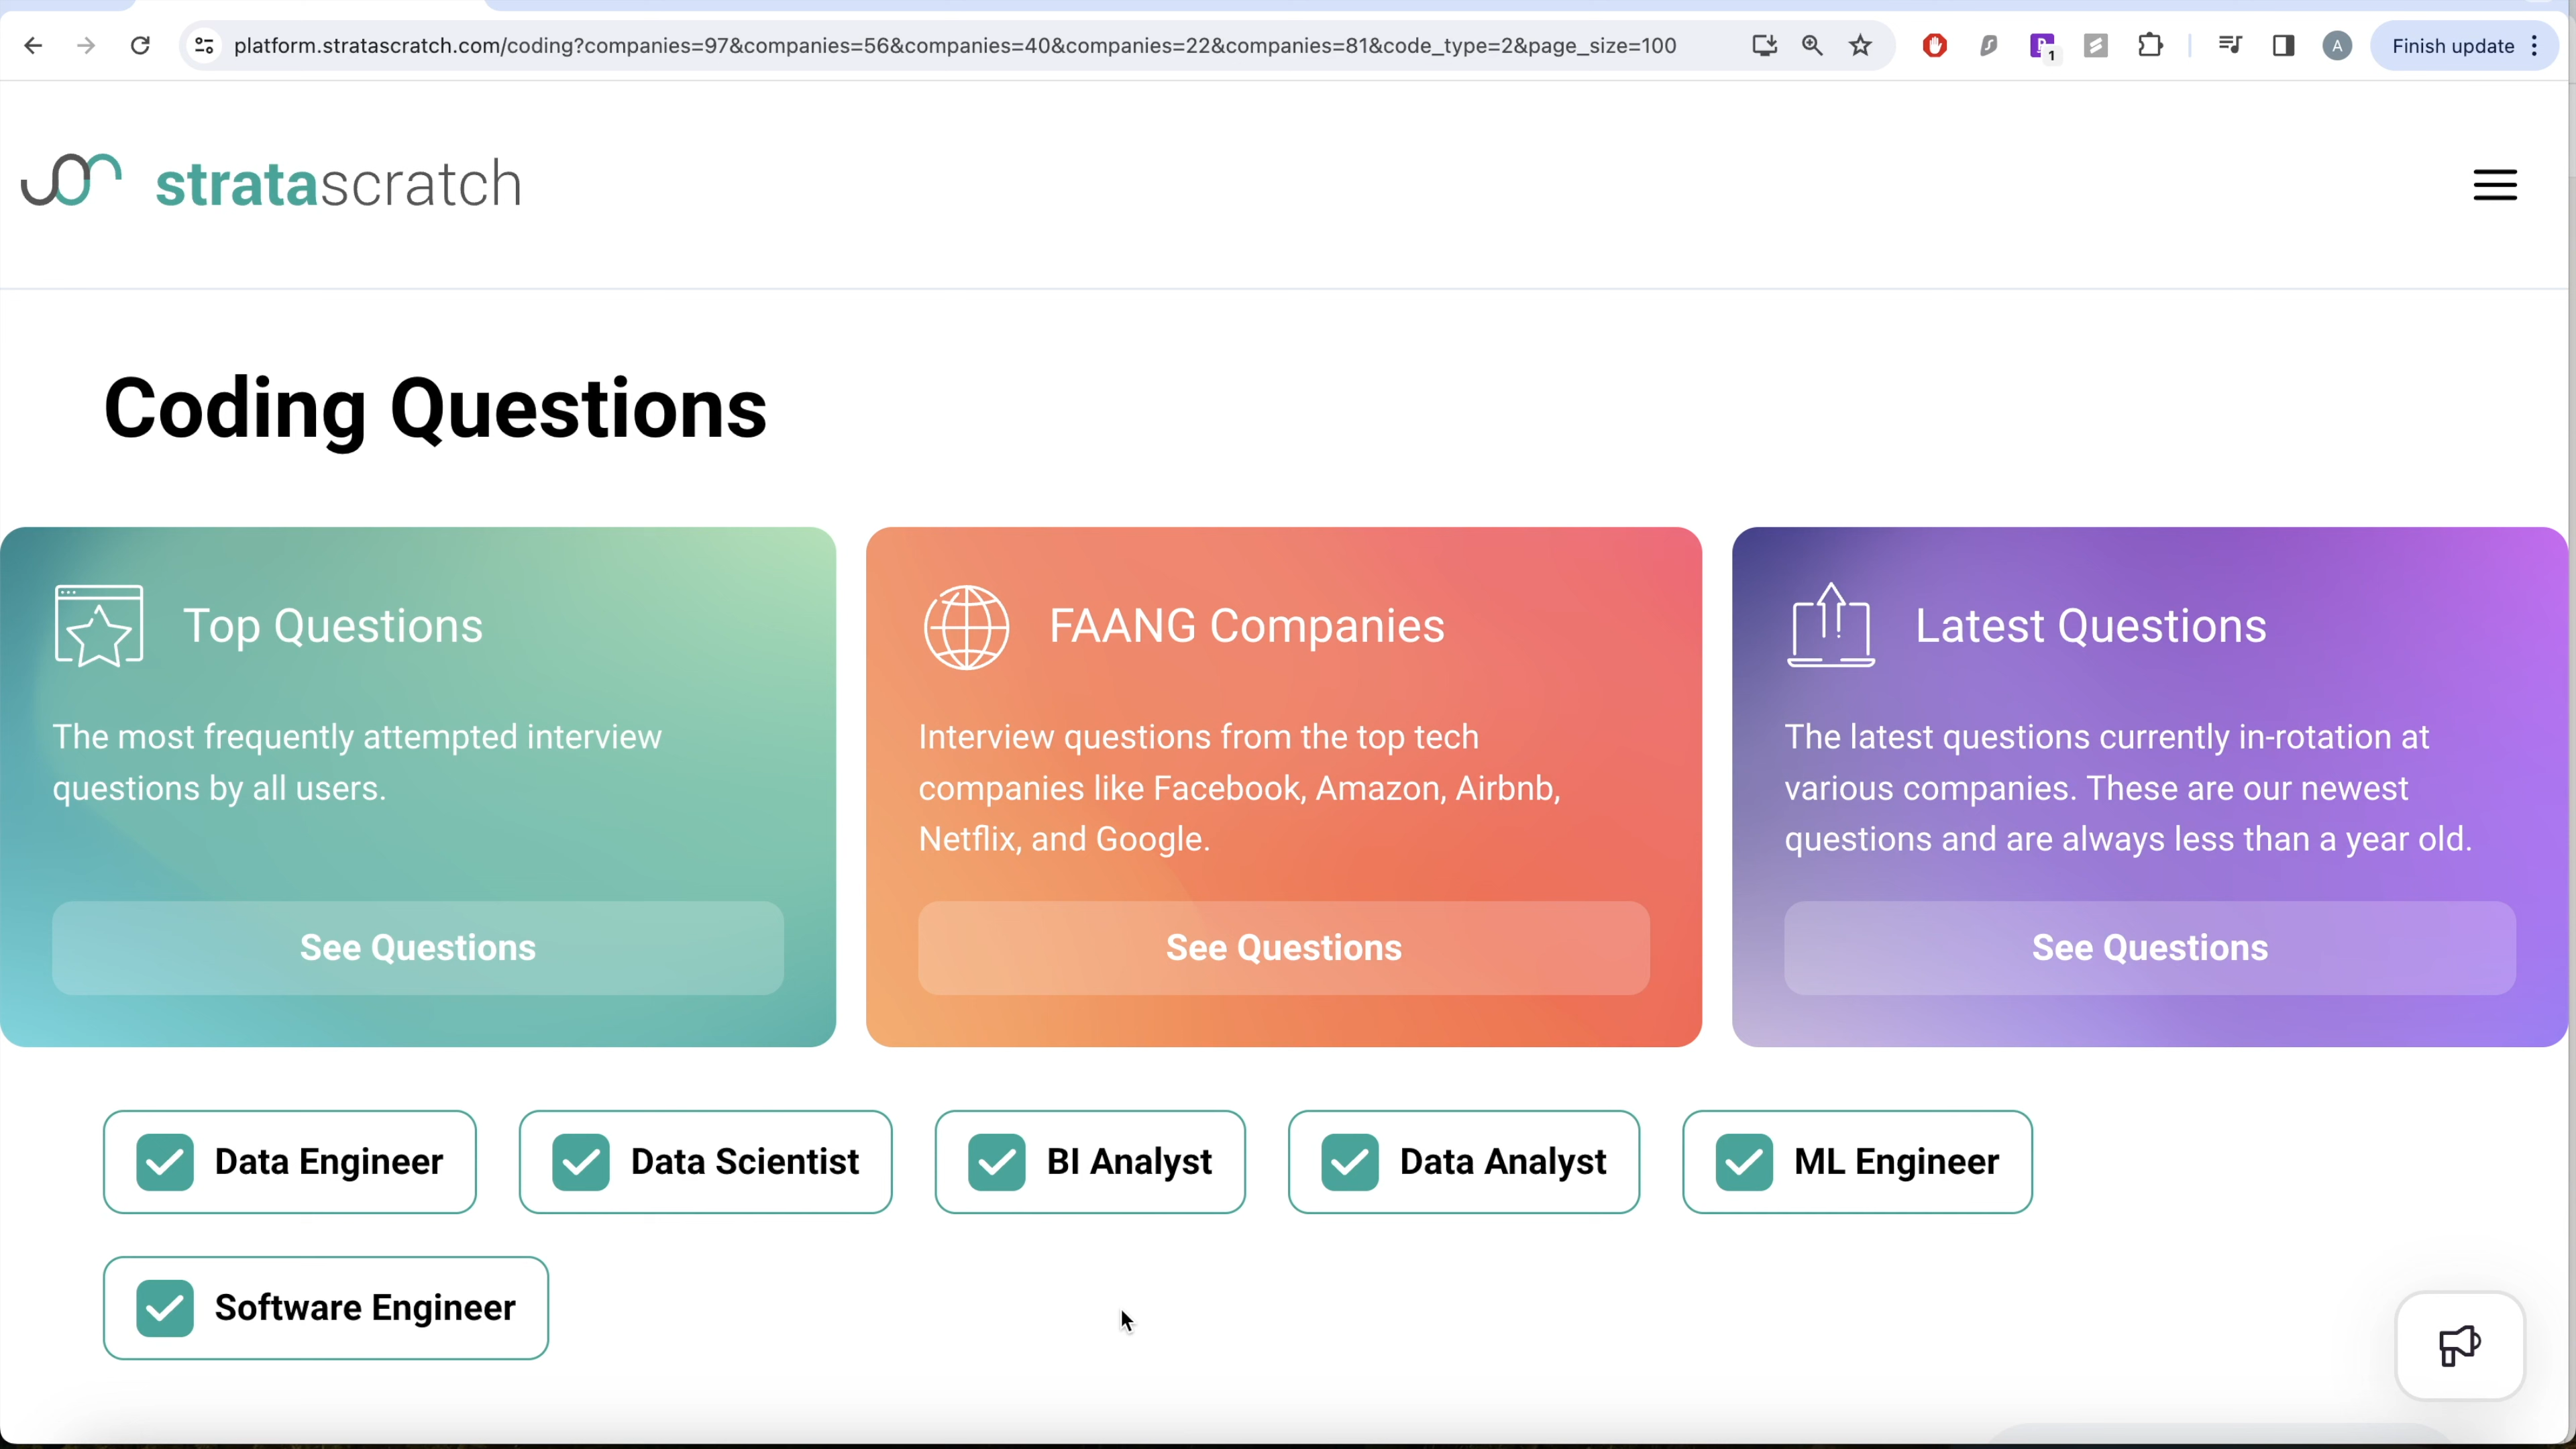 platform.stratascratch.com/coding?companies=97&companies=56&companies=40&companies=22&companies=81&code_type=2&page_size=100
1
A
Finish update
stratascratch
Coding Questions
Top Questions
The most frequently attempted interview
questions by all users.
See Questions
FAANG Companies
Interview questions from the top tech
companies like Facebook, Amazon, Airbnb,
Netflix, and Google.
See Questions
Latest Questions
The latest questions currently in-rotation at
various companies. These are our newest
questions and are always less than a year old.
See Questions
Data Engineer
Data Scientist
BI Analyst
Data Analyst
ML Engineer
Software Engineer